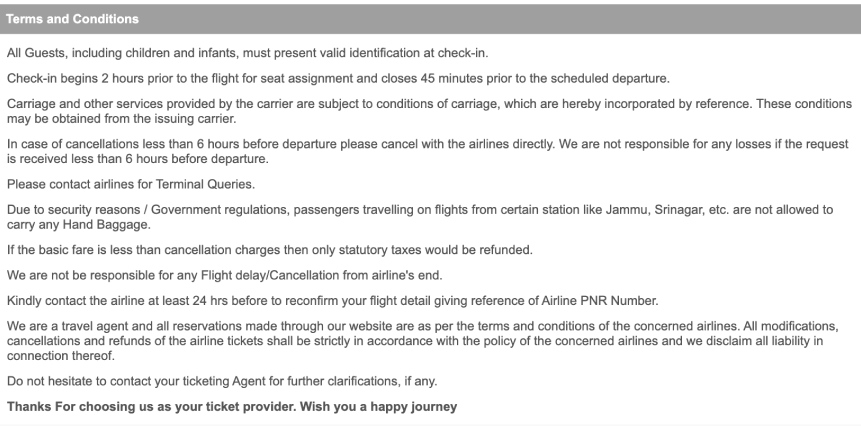 Terms and Conditions
All Guests, including children and infants, must present valid identification at check-in.
Check-in begins 2 hours prior to the flight for seat assignment and closes 45 minutes prior to the scheduled departure.
Carriage and other services provided by the carrier are subject to conditions of carriage, which are hereby incorporated by reference. These conditions
may be obtained from the issuing carrier.
In case of cancellations less than 6 hours before departure please cancel with the airlines directly. We are not responsible for any losses if the request
is received less than 6 hours before departure.
Please contact airlines for Terminal Queries.
Due to security reasons / Government regulations, passengers travelling on flights from certain station like Jammu, Srinagar, etc. are not allowed to
carry any Hand Baggage.
If the basic fare is less than cancellation charges then only statutory taxes would be refunded.
We are not be responsible for any Flight delay/Cancellation from airline's end.
Kindly contact the airline at least 24 hrs before to reconfirm your flight detail giving reference of Airline PNR Number.
We are a travel agent and all reservations made through our website are as per the terms and conditions of the concerned airlines. All modifications,
cancellations and refunds of the airline tickets shall be strictly in accordance with the policy of the concerned airlines and we disclaim all liability in
connection thereof.
Do not hesitate to contact your ticketing Agent for further clarifications, if any.
Thanks For choosing us as your ticket provider. Wish you a happy journey